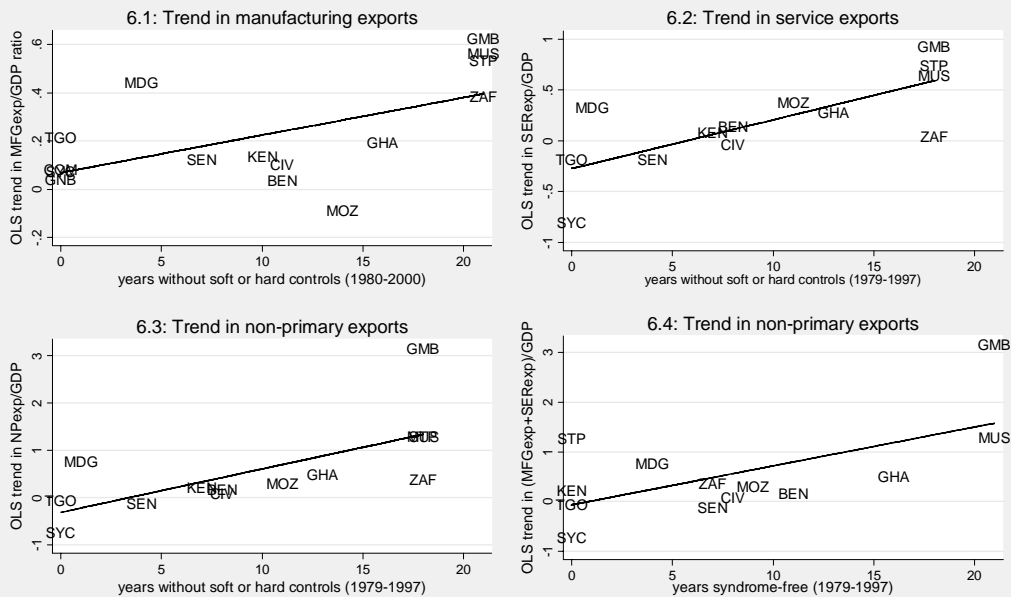 6.1: Trend in manufacturing exports
OLS trend in MFGexp/GDP ratio
.6
.4
.2
0
-.2
GMB
MUS
STP
MDG
ZAF
TGO
GHA
KEN
SEN
CIV
COM
GNB
BEN
MOZ
0 5 10 15 20
years without soft or hard controls (1980-2000)
6.2: Trend in service exports
OLS trend in SERexp/GDP
1
.5
0
-.5
-1
GMB
STP
MUS
MDG
MOZ
GHA
BEN
KEN
ZAF
CIV
TGO
SEN
SYC
0 5 10 15 20
years without soft or hard controls (1979-1997)
6.3: Trend in non-primary exports
OLS trend in NPexp/GDP
3
2
1
0
-1
GMB
STP
MUS
MDG
GHA
ZAF
MOZ
KEN
BEN
CIV
TGO
SEN
SYC
0 5 10 15 20
years without soft or hard controls (1979-1997)
6.4: Trend in non-primary exports
OLS trend in (MFGexp+SERexp)/GDP
3
2
1
0
-1
GMB
MUS
STP
MDG
GHA
ZAF
MOZ
KEN
BEN
CIV
TGO
SEN
SYC
0 5 10 15 20
years syndrome-free (1979-1997)